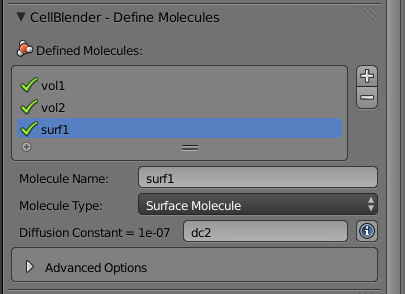 CellBlender - Define Molecules
Defined Molecules:
vol1
vol2
surf1
Molecule Name: surf1
Molecule Type: Surface Molecule
Diffusion Constant = 1e-07 dc2
Advanced Options